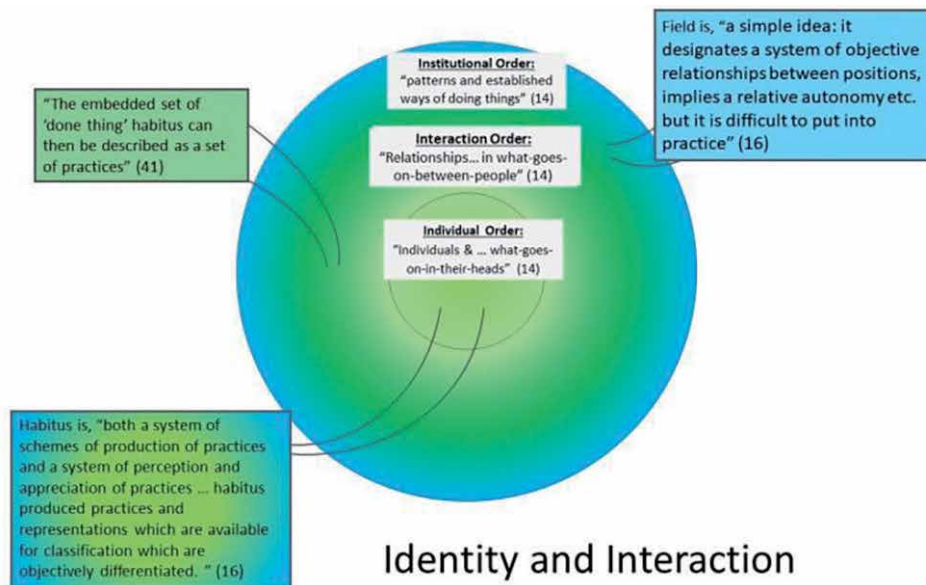 Institutional Order:
"patterns and established
ways of doing things" (14)
Interaction Order:
"Relationships... in what-goes-
on-between-people" (14)
Individual Order:
"Individuals & ... what-goes-
on-in-their-heads" (14)
"The embedded set of
'done thing' habitus can
then be described as a set
of practices" (41)
Field is, "a simple idea: it
designates a system of objective
relationships between positions,
implies a relative autonomy etc.
but it is difficult to put into
practice" (16)
Habitus is, "both a system of
schemes of production of practices
and a system of perception and
appreciation of practices ... habitus
produced practices and
representations which are available
for classification which are
objectively differentiated. " (16)
Identity and Interaction